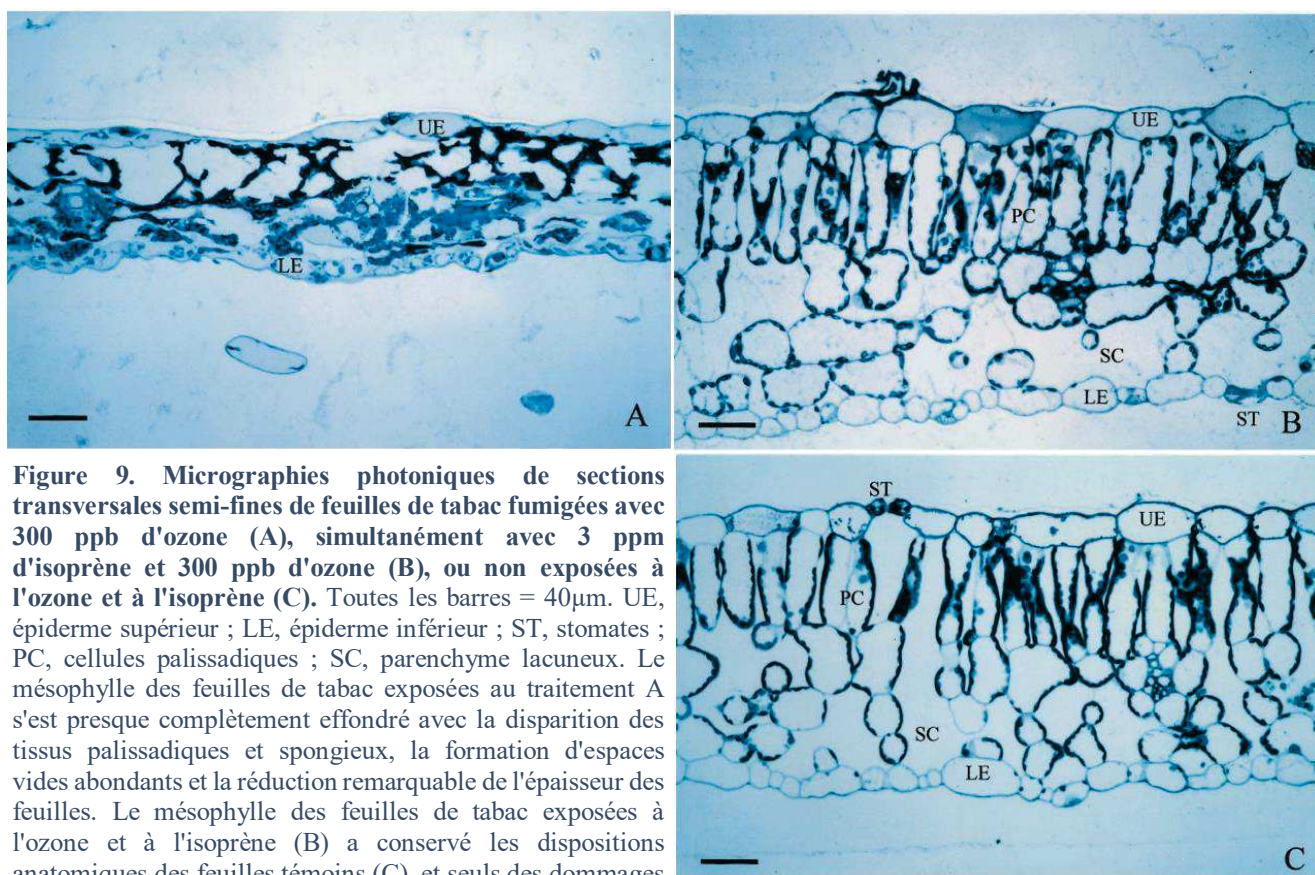 UE
LE
A
UE
PC
SC
LE
ST
B
Figure 9. Micrographies photoniques de sections
transversales semi-fines de feuilles de tabac fumigées avec
300 ppb d'ozone (A), simultanément avec 3 ppm
d'isoprène et 300 ppb d'ozone (B), ou non exposées à
l'ozone et à l'isoprène (C). Toutes les barres = 40µm. UE,
épiderme supérieur ; LE, épiderme inférieur ; ST, stomates ;
PC, cellules palissadiques ; SC, parenchyme lacuneux. Le
mésophylle des feuilles de tabac exposées au traitement A
s'est presque complètement effondré avec la disparition des
tissus palissadiques et spongieux, la formation d'espaces
vides abondants et la réduction remarquable de l'épaisseur des
feuilles. Le mésophylle des feuilles de tabac exposées à
l'ozone et à l'isoprène (B) a conservé les dispositions
anatomiques des feuilles témoins (C), et seuls des dommages
ST
UE
PC
SC
LE
C